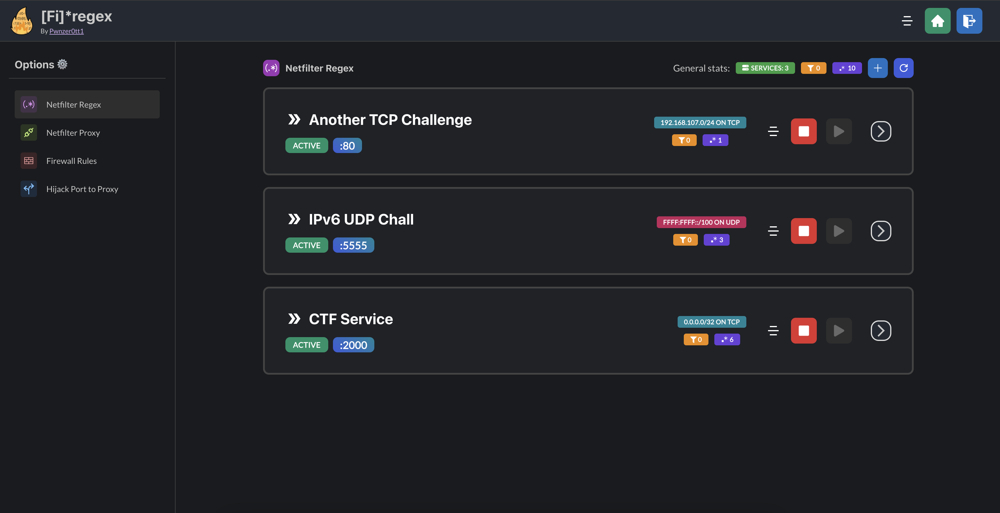 [Fi]*regex
By Pwnzer0tt1
Options
(.*) Netfilter Regex
Netfilter Proxy
Firewall Rules
Hijack Port to Proxy
(.*) Netfilter Regex
General stats: SERVICES: 3 0 .* 10
Another TCP Challenge
ACTIVE :80
192.168.107.0/24 ON TCP
0 .* 1
IPv6 UDP Chall
ACTIVE :5555
FFFF:FFFF::/100 ON UDP
0 .* 3
CTF Service
ACTIVE :2000
0.0.0.0/32 ON TCP
0 .* 6